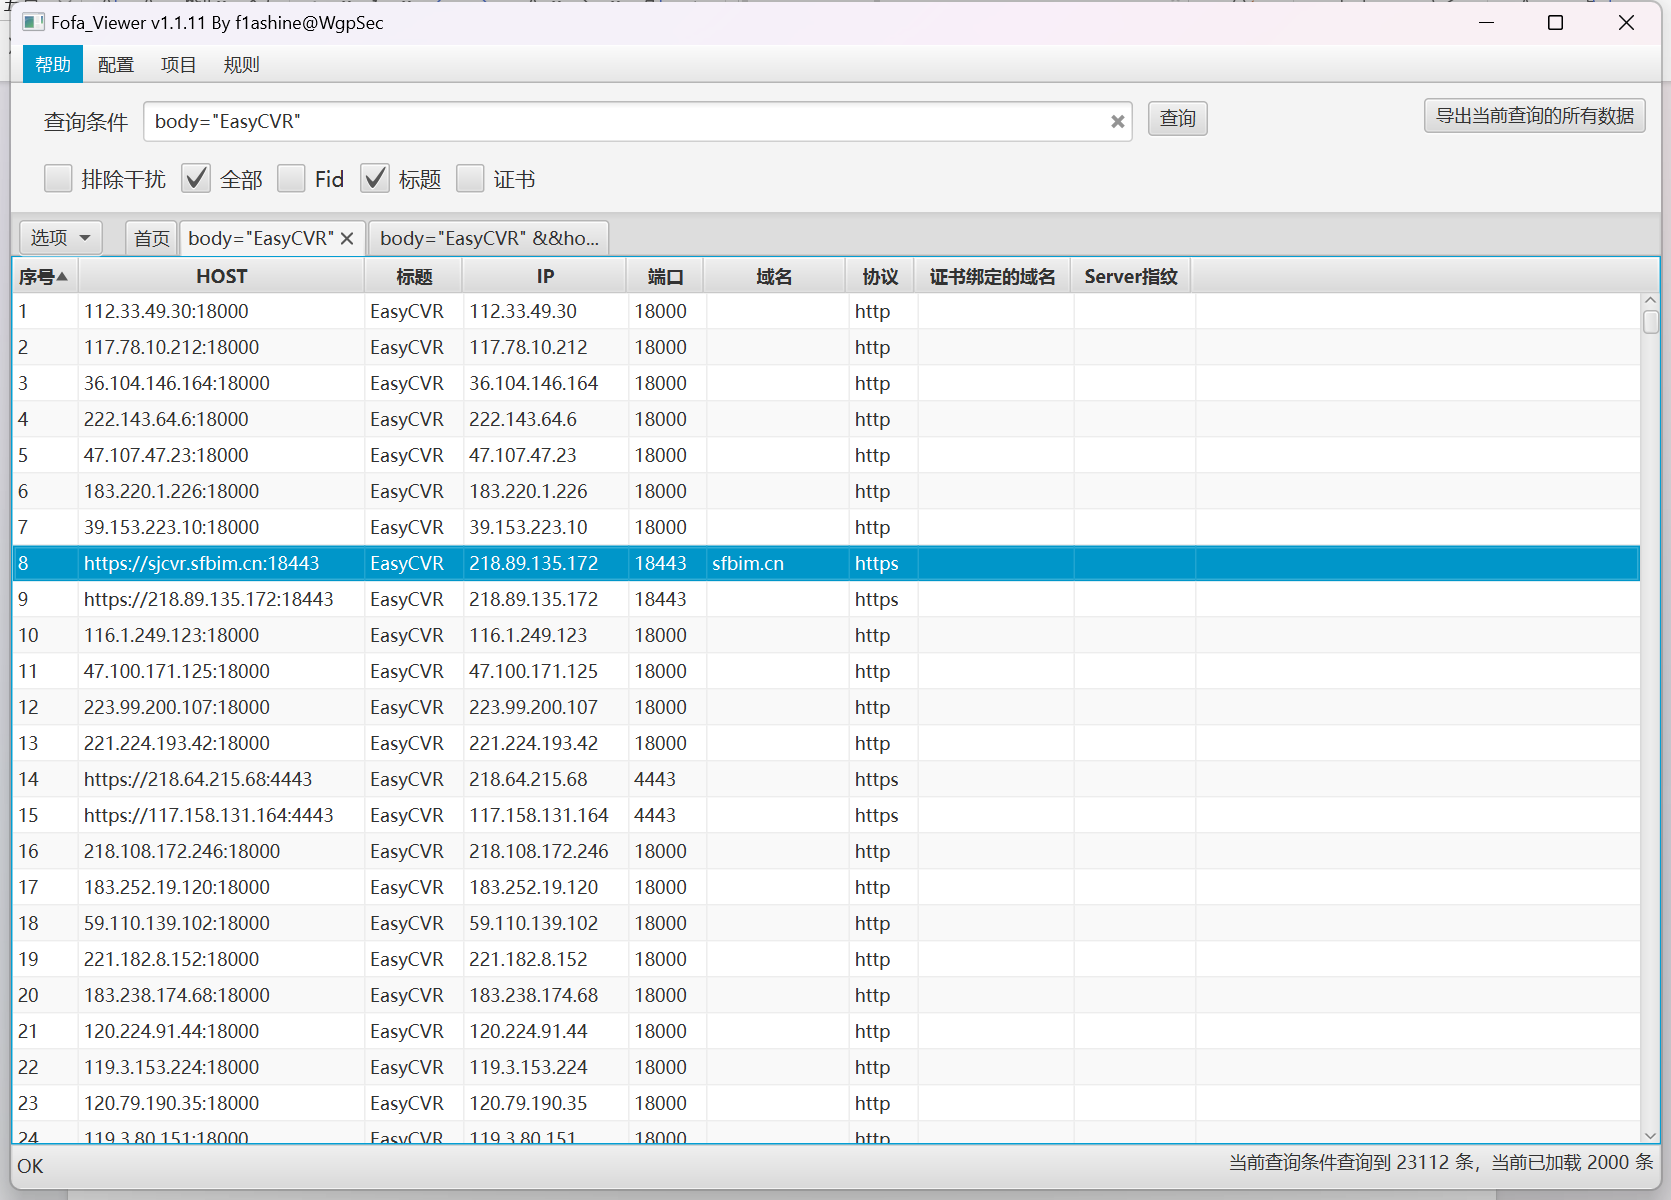 Fofa_Viewer v1.1.11 By f1ashine@WgpSec
帮助 配置 项目 规则
查询条件 body="EasyCVR" 查询 导出当前查询的所有数据
排除干扰 全部 Fid 标题 证书
选项 首页 body="EasyCVR" body="EasyCVR" &&ho...
序号 HOST 标题 IP 端口 域名 协议 证书绑定的域名 Server指纹
1 112.33.49.30:18000 EasyCVR 112.33.49.30 18000 http
2 117.78.10.212:18000 EasyCVR 117.78.10.212 18000 http
3 36.104.146.164:18000 EasyCVR 36.104.146.164 18000 http
4 222.143.64.6:18000 EasyCVR 222.143.64.6 18000 http
5 47.107.47.23:18000 EasyCVR 47.107.47.23 18000 http
6 183.220.1.226:18000 EasyCVR 183.220.1.226 18000 http
7 39.153.223.10:18000 EasyCVR 39.153.223.10 18000 http
8 https://sjcvr.sfbim.cn:18443 EasyCVR 218.89.135.172 18443 sfbim.cn https
9 https://218.89.135.172:18443 EasyCVR 218.89.135.172 18443 https
10 116.1.249.123:18000 EasyCVR 116.1.249.123 18000 http
11 47.100.171.125:18000 EasyCVR 47.100.171.125 18000 http
12 223.99.200.107:18000 EasyCVR 223.99.200.107 18000 http
13 221.224.193.42:18000 EasyCVR 221.224.193.42 18000 http
14 https://218.64.215.68:4443 EasyCVR 218.64.215.68 4443 https
15 https://117.158.131.164:4443 EasyCVR 117.158.131.164 4443 https
16 218.108.172.246:18000 EasyCVR 218.108.172.246 18000 http
17 183.252.19.120:18000 EasyCVR 183.252.19.120 18000 http
18 59.110.139.102:18000 EasyCVR 59.110.139.102 18000 http
19 221.182.8.152:18000 EasyCVR 221.182.8.152 18000 http
20 183.238.174.68:18000 EasyCVR 183.238.174.68 18000 http
21 120.224.91.44:18000 EasyCVR 120.224.91.44 18000 http
22 119.3.153.224:18000 EasyCVR 119.3.153.224 18000 http
23 120.79.190.35:18000 EasyCVR 120.79.190.35 18000 http
24 119.3.80.151:18000 EasyCVR 119.3.80.151 18000 http
OK 当前查询条件查询到 23112 条，当前已加载 2000 条